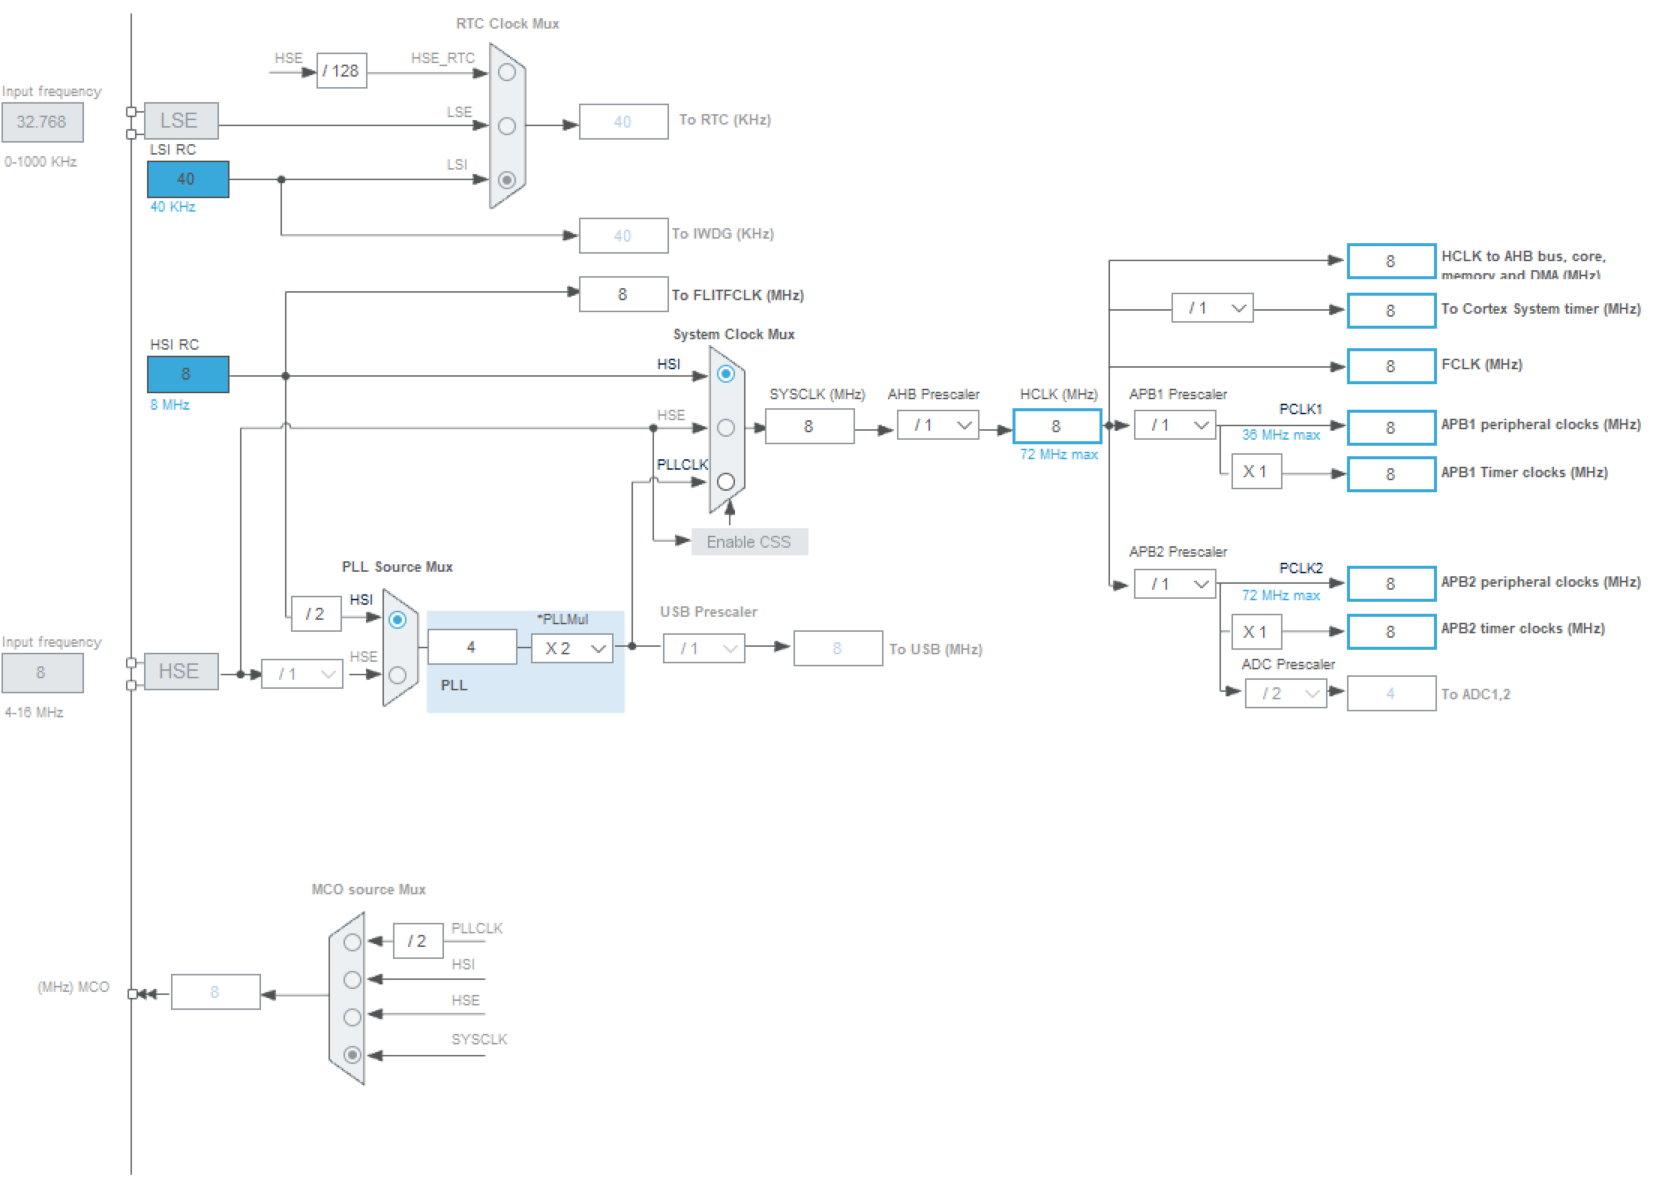 RTC Clock Mux
HSE
/ 128
HSE_RTC
Input frequency
32.768
0-1000 KHz
LSE
LSE
40
To RTC (KHz)
LSI RC
40
40 KHz
LSI
40
To IWDG (KHz)
8
To FLITFCLK (MHz)
HSI RC
8
8 MHz
System Clock Mux
HSI
HSE
PLLCLK
Enable CSS
SYSCLK (MHz)
8
AHB Prescaler
/ 1
HCLK (MHz)
8
72 MHz max
8
HCLK to AHB bus, core,
memory and DMA (MHz)
/ 1
8
To Cortex System timer (MHz)
8
FCLK (MHz)
APB1 Prescaler
/ 1
PCLK1
36 MHz max
8
APB1 peripheral clocks (MHz)
X 1
8
APB1 Timer clocks (MHz)
APB2 Prescaler
/ 1
PCLK2
72 MHz max
8
APB2 peripheral clocks (MHz)
X 1
8
APB2 timer clocks (MHz)
ADC Prescaler
/ 2
4
To ADC1,2
PLL Source Mux
/ 2
HSI
Input frequency
8
4-16 MHz
HSE
/ 1
HSE
4
*PLLMul
X 2
PLL
USB Prescaler
/ 1
8
To USB (MHz)
MCO source Mux
/ 2
PLLCLK
HSI
HSE
SYSCLK
(MHz) MCO
8